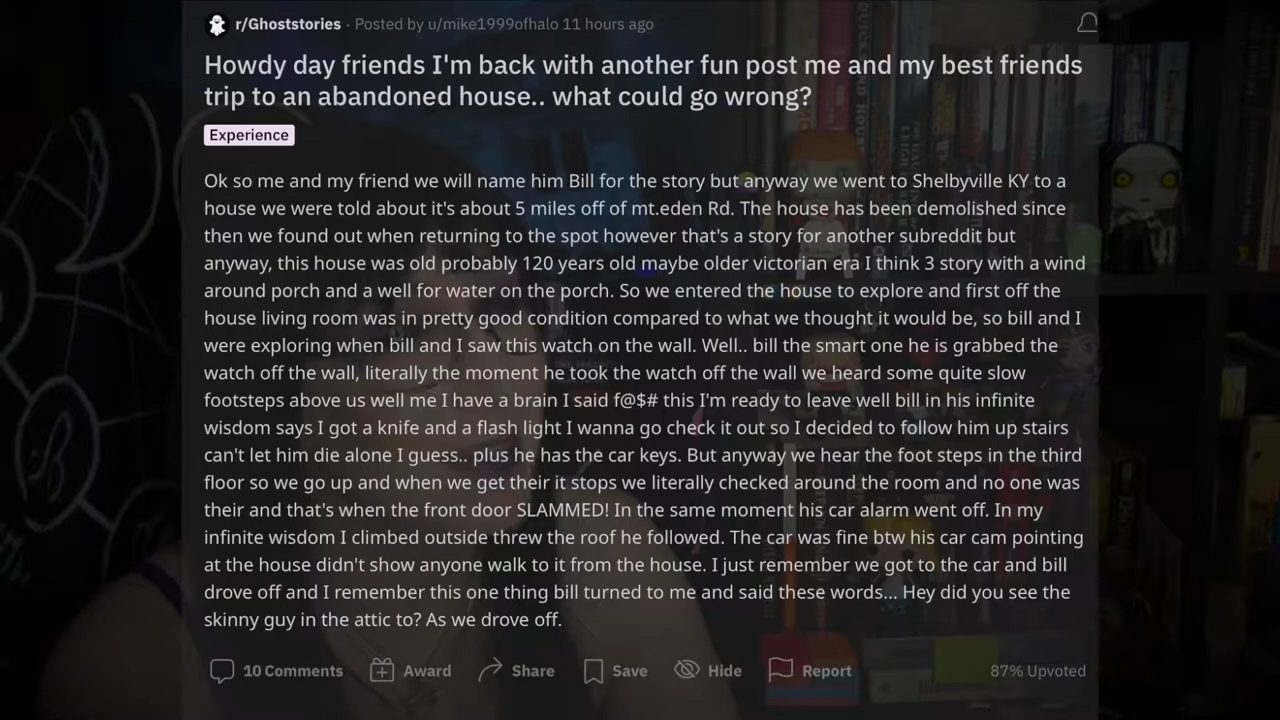 r/Ghoststories · Posted by u/mike1999ofhalo 11 hours ago
Howdy day friends I'm back with another fun post me and my best friends
trip to an abandoned house.. what could go wrong?
Experience
Ok so me and my friend we will name him Bill for the story but anyway we went to Shelbyville KY to a
house we were told about it's about 5 miles off of mt.eden Rd. The house has been demolished since
then we found out when returning to the spot however that's a story for another subreddit but
anyway, this house was old probably 120 years old maybe older victorian era I think 3 story with a wind
around porch and a well for water on the porch. So we entered the house to explore and first off the
house living room was in pretty good condition compared to what we thought it would be, so bill and I
were exploring when bill and I saw this watch on the wall. Well.. bill the smart one he is grabbed the
watch off the wall, literally the moment he took the watch off the wall we heard some quite slow
footsteps above us well me I have a brain I said f@$# this I'm ready to leave well bill in his infinite
wisdom says I got a knife and a flash light I wanna go check it out so I decided to follow him up stairs
can't let him die alone I guess.. plus he has the car keys. But anyway we hear the foot steps in the third
floor so we go up and when we get their it stops we literally checked around the room and no one was
their and that's when the front door SLAMMED! In the same moment his car alarm went off. In my
infinite wisdom I climbed outside threw the roof he followed. The car was fine btw his car cam pointing
at the house didn't show anyone walk to it from the house. I just remember we got to the car and bill
drove off and I remember this one thing bill turned to me and said these words... Hey did you see the
skinny guy in the attic to? As we drove off.
10 Comments Award Share Save Hide Report 87% Upvoted